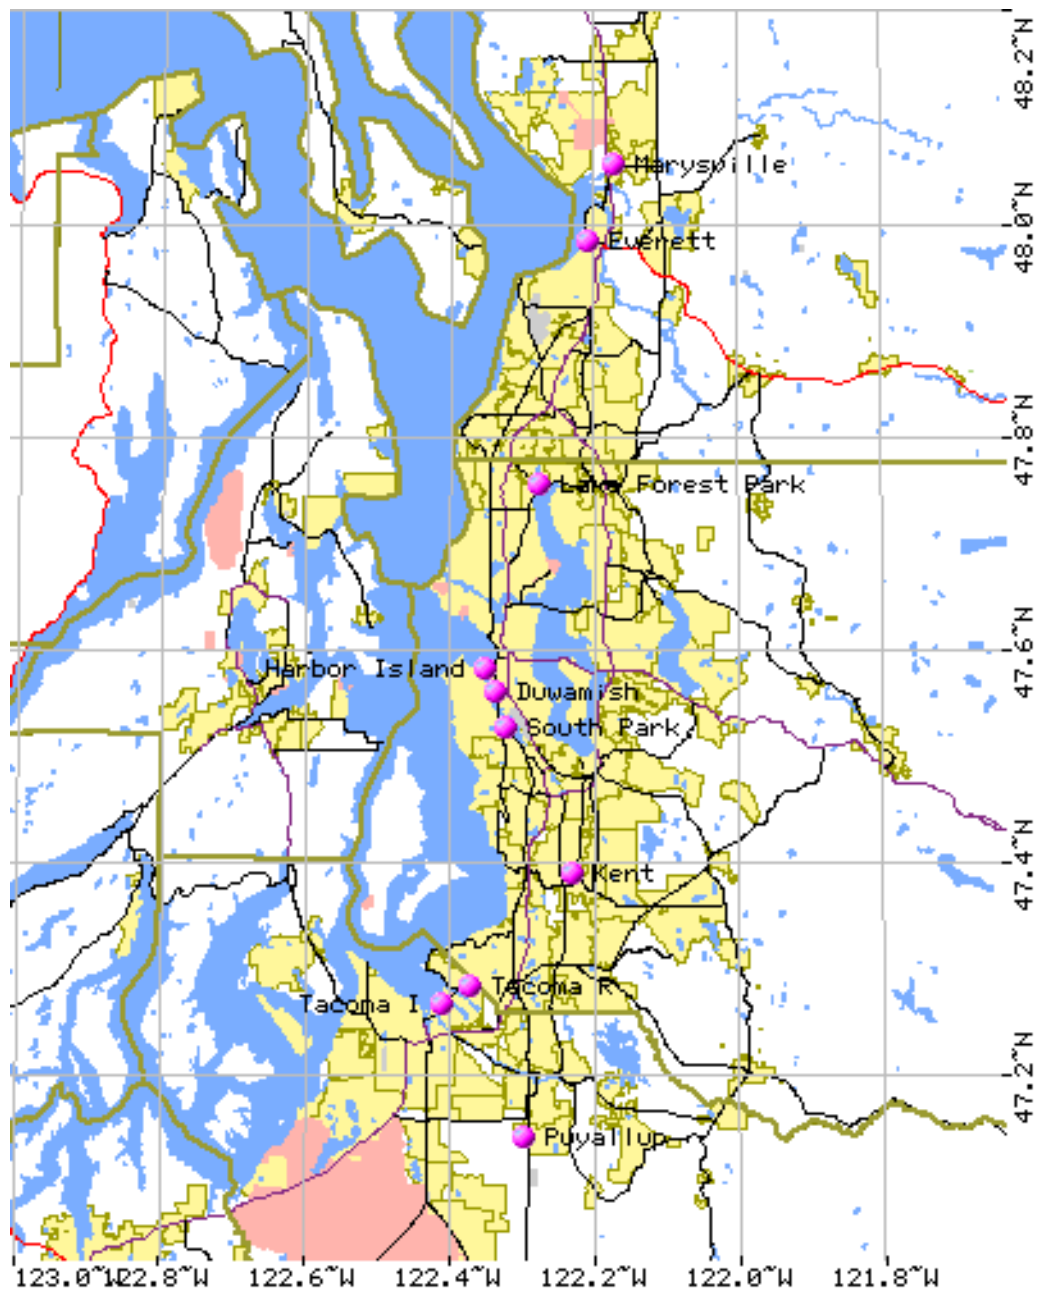 48.2~N
Marysville
48.0~N
Everett
47.8~N
Lake Forest Park
47.6~N
Harbor Island
Duwamish
South Park
47.4~N
Kent
Tacoma R
Tacoma I
47.2~N
Puyallup
123.0~W 122.8~W 122.6~W 122.4~W 122.2~W 122.0~W 121.8~W